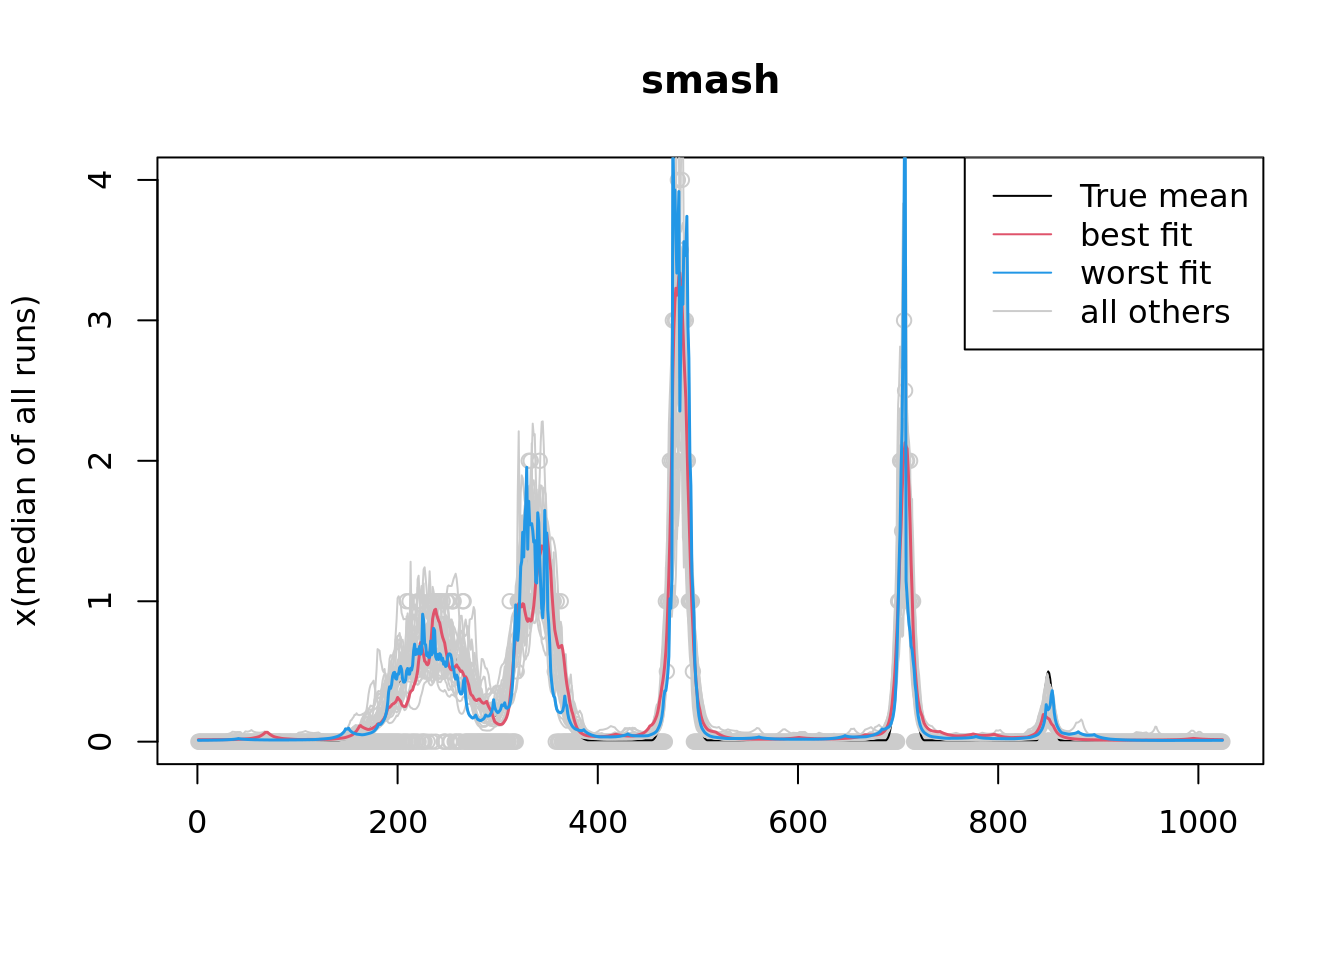 smash
x(median of all runs)
4
3
2
1
0
True mean
best fit
worst fit
all others
0 200 400 600 800 1000